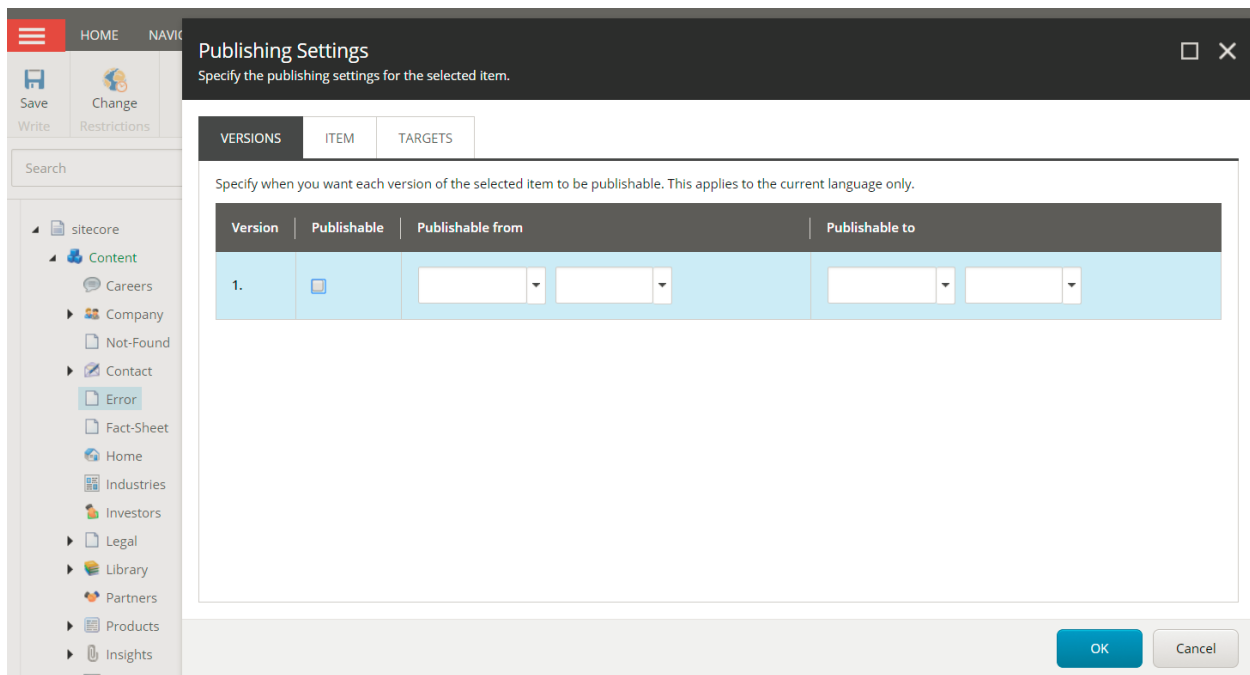 HOME NAVIG
Publishing Settings
Specify the publishing settings for the selected item.
Save
Change
Write
Restrictions
VERSIONS
ITEM
TARGETS
Search
Specify when you want each version of the selected item to be publishable. This applies to the current language only.
Version Publishable Publishable from Publishable to
1.
sitecore
Content
Careers
Company
Not-Found
Contact
Error
Fact-Sheet
Home
Industries
Investors
Legal
Library
Partners
Products
Insights
OK
Cancel